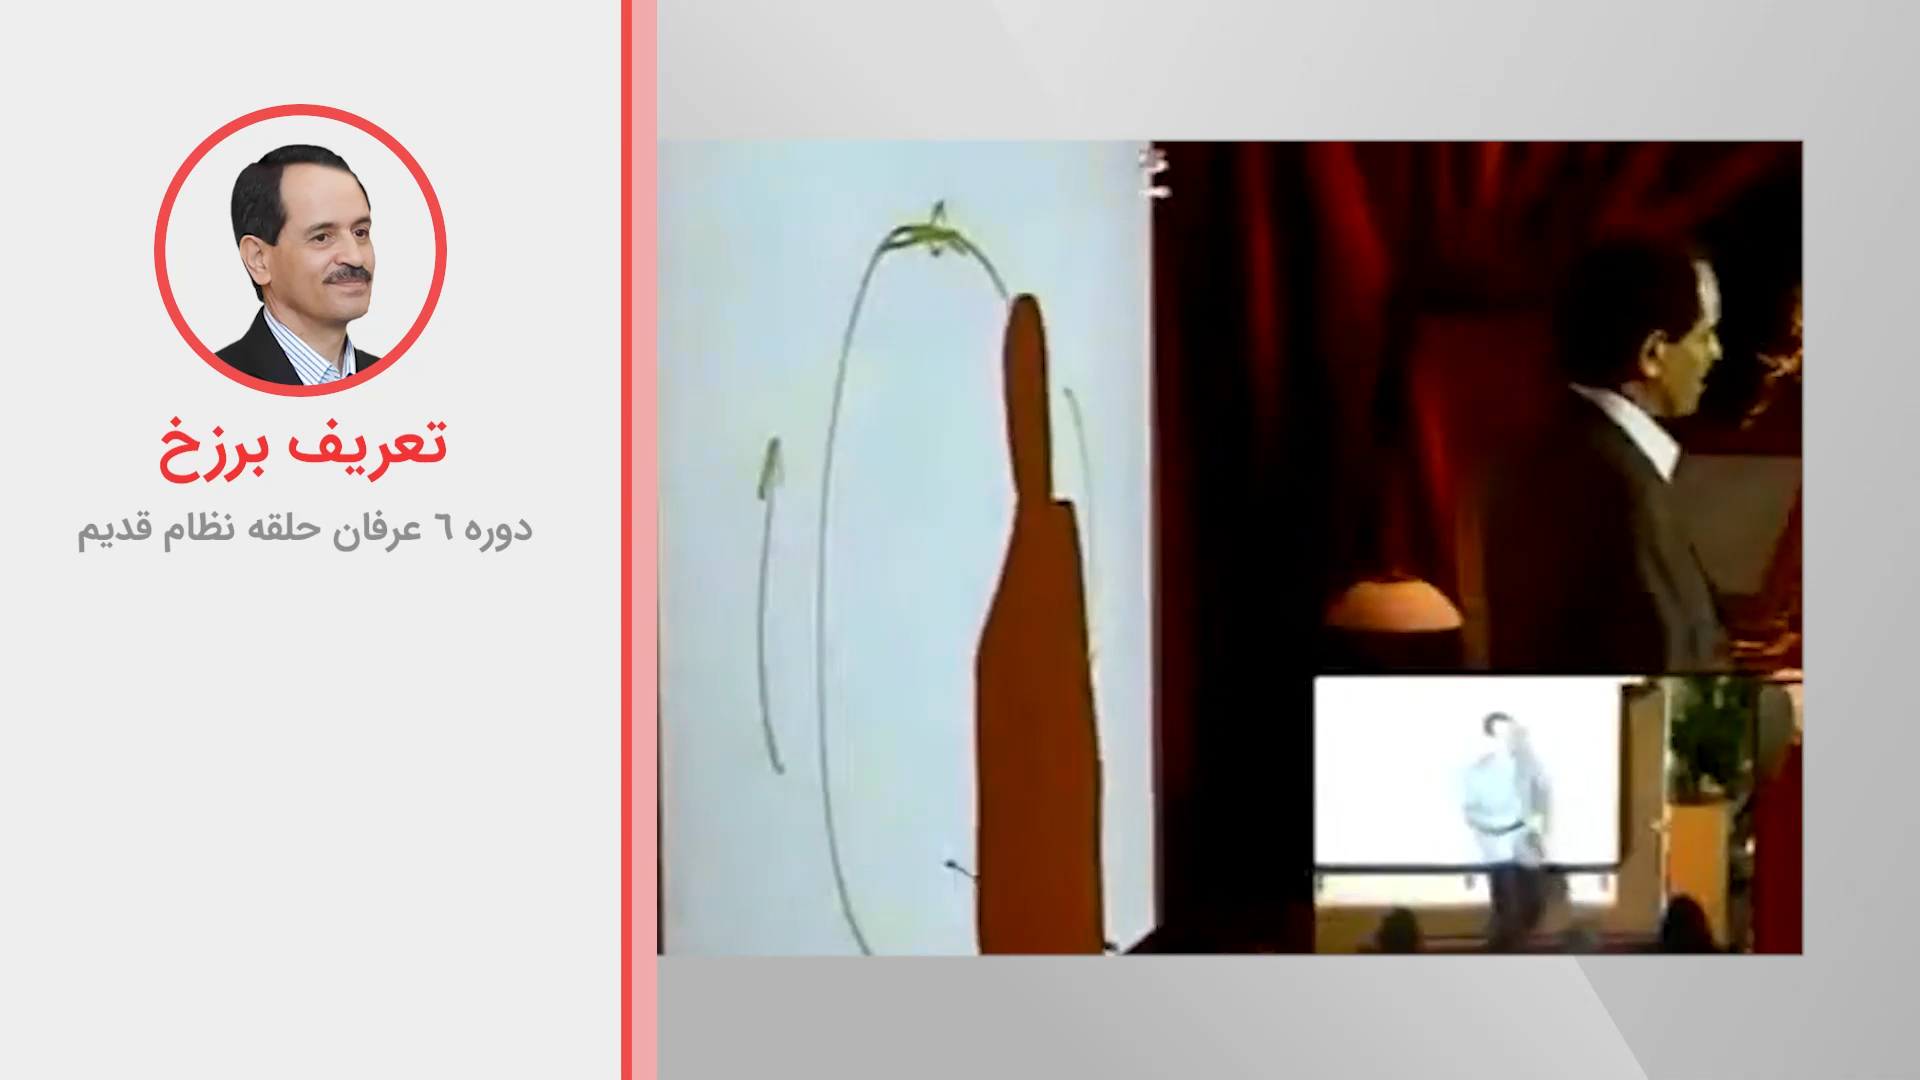 تعریف برزخ
دوره ٦ عرفان حلقه نظام قدیم